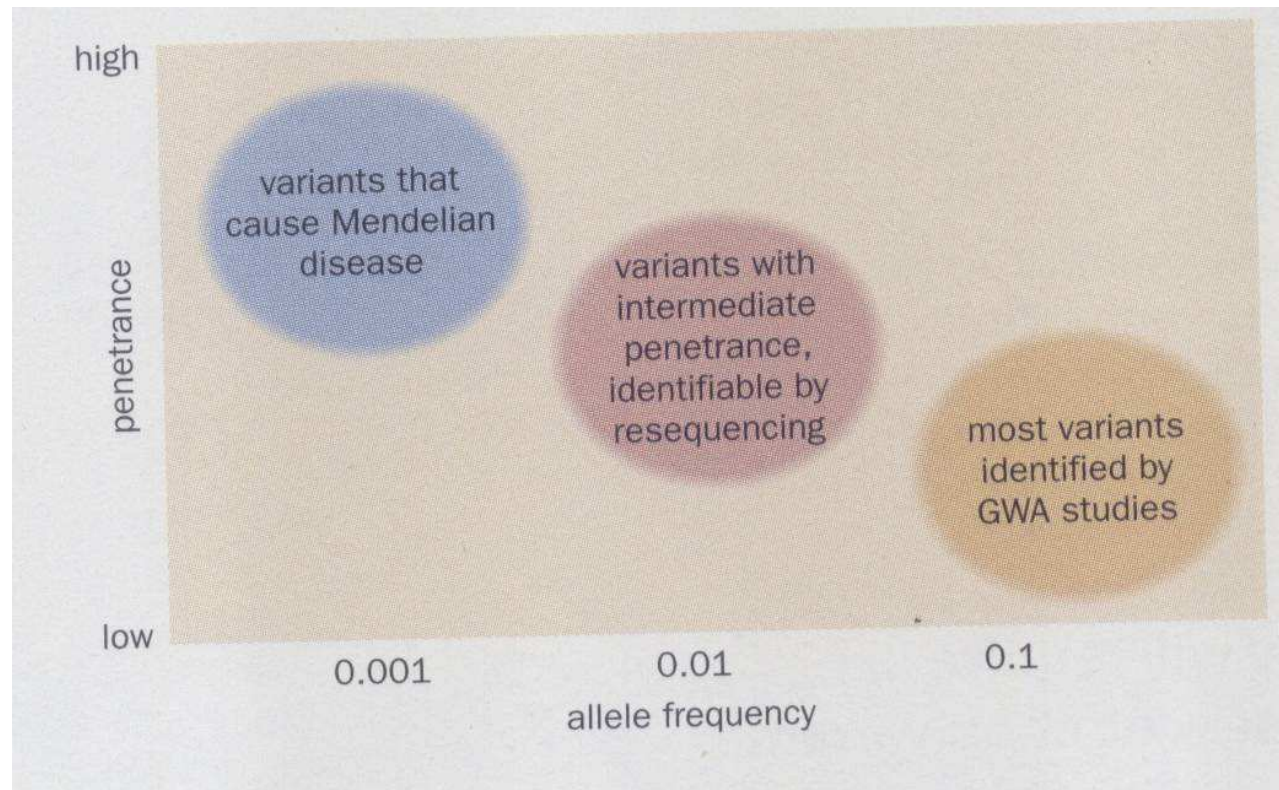 high
variants that
cause Mendelian
disease
variants with
intermediate
penetrance,
identifiable by
resequencing
most variants
identified by
GWA studies
penetrance
low
0.001
0.01
0.1
allele frequency